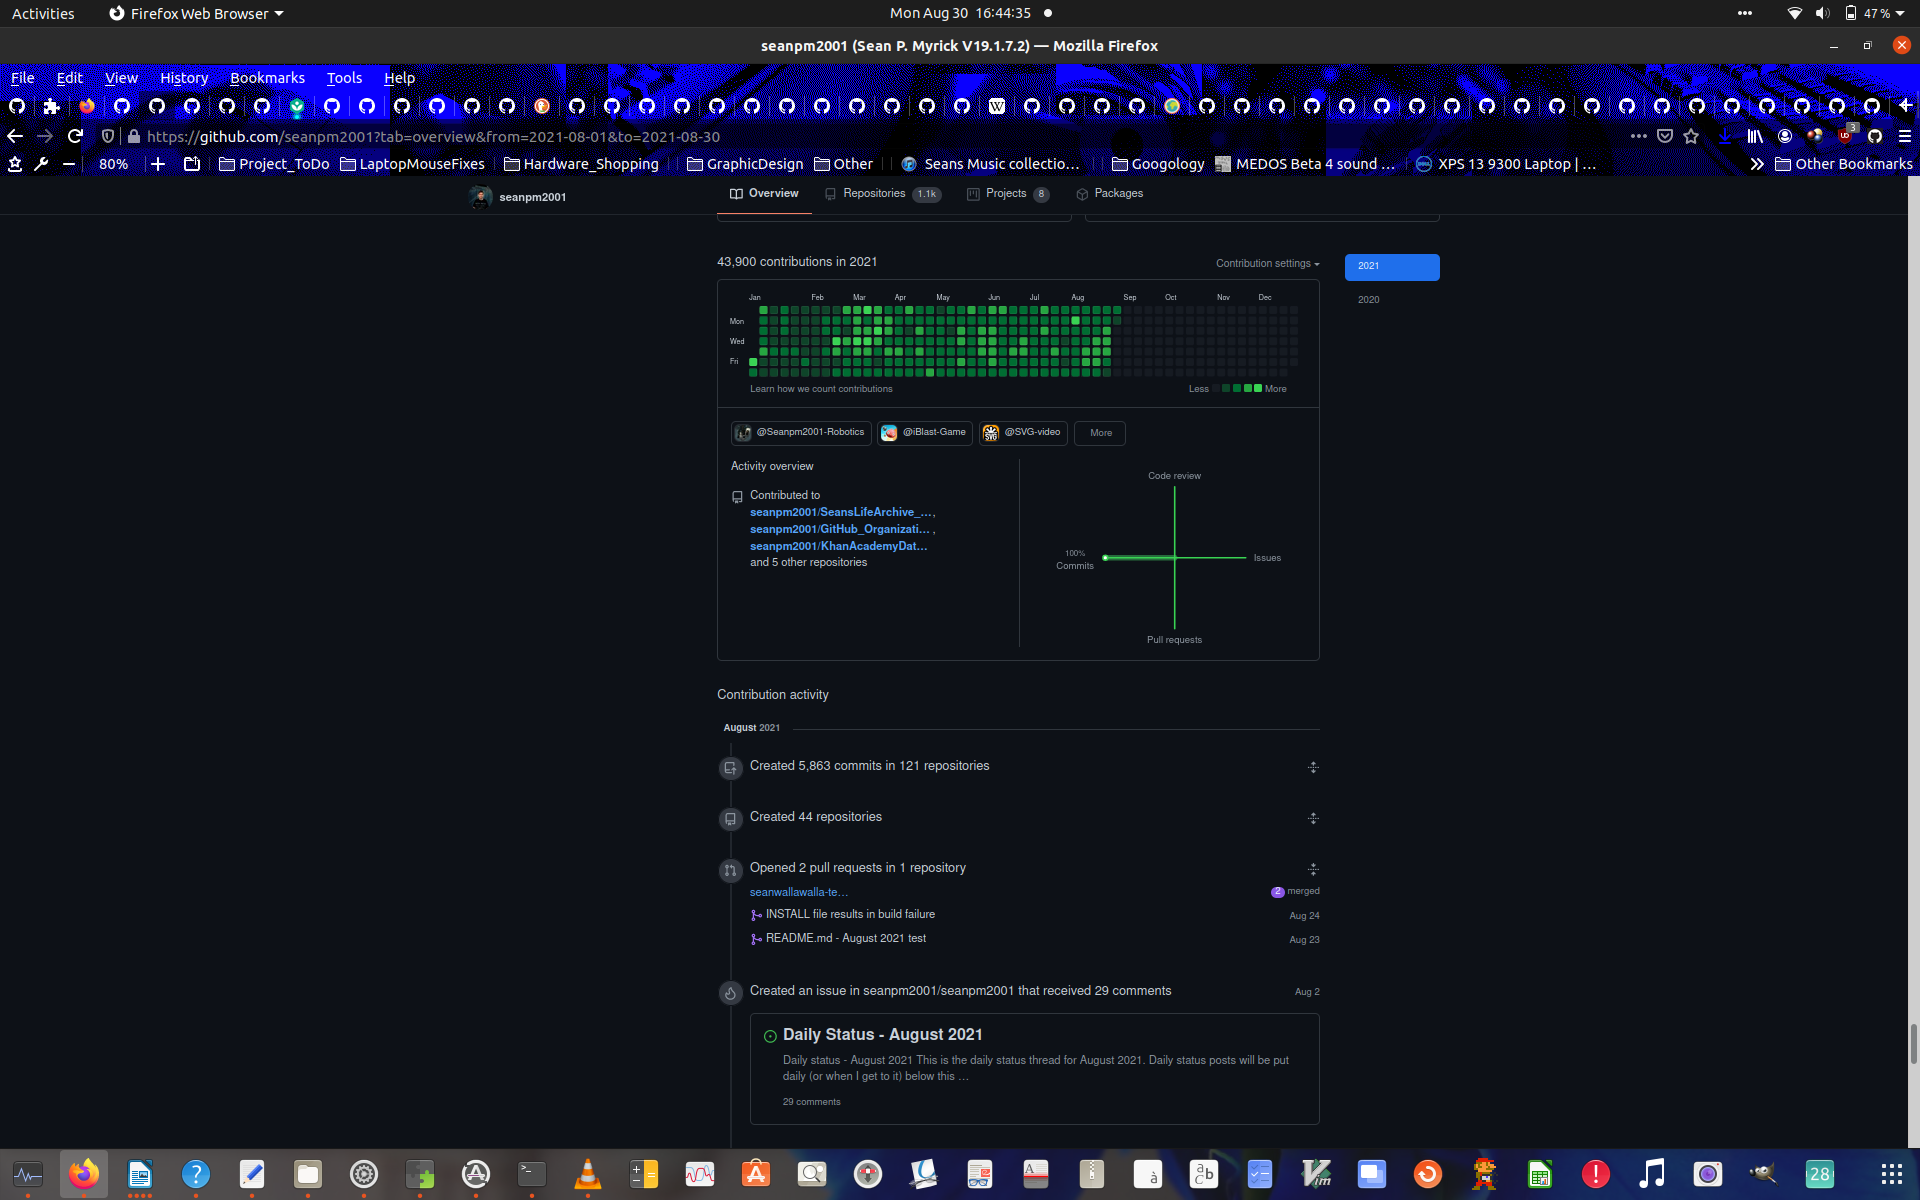 Activities
Firefox Web Browser
Mon Aug 30 16:44:35
47 %
seanpm2001 (Sean P. Myrick V19.1.7.2) — Mozilla Firefox
File Edit View History Bookmarks Tools Help
https://github.com/seanpm2001?tab=overview&from=2021-08-01&to=2021-08-30
3
80%
Project_ToDo
LaptopMouseFixes
Hardware_Shopping
GraphicDesign
Other
Seans Music collectio…
Googology
MEDOS Beta 4 sound …
XPS 13 9300 Laptop | …
Other Bookmarks
seanpm2001
Overview
Repositories 1.1k
Projects 8
Packages
43,900 contributions in 2021
Contribution settings
2021
2020
Jan Feb Mar Apr May Jun Jul Aug Sep Oct Nov Dec
Mon
Wed
Fri
Learn how we count contributions
Less More
@Seanpm2001-Robotics
@iBlast-Game
SVG
@SVG-video
More
Activity overview
Contributed to
seanpm2001/SeansLifeArchive_…,
seanpm2001/GitHub_Organizati… ,
seanpm2001/KhanAcademyDat…
and 5 other repositories
Code review
100%
Commits
Issues
Pull requests
Contribution activity
August 2021
Created 5,863 commits in 121 repositories
Created 44 repositories
Opened 2 pull requests in 1 repository
seanwallawalla-te…
2 merged
INSTALL file results in build failure
Aug 24
README.md - August 2021 test
Aug 23
Created an issue in seanpm2001/seanpm2001 that received 29 comments
Aug 2
Daily Status - August 2021
Daily status - August 2021 This is the daily status thread for August 2021. Daily status posts will be put
daily (or when I get to it) below this …
29 comments
28